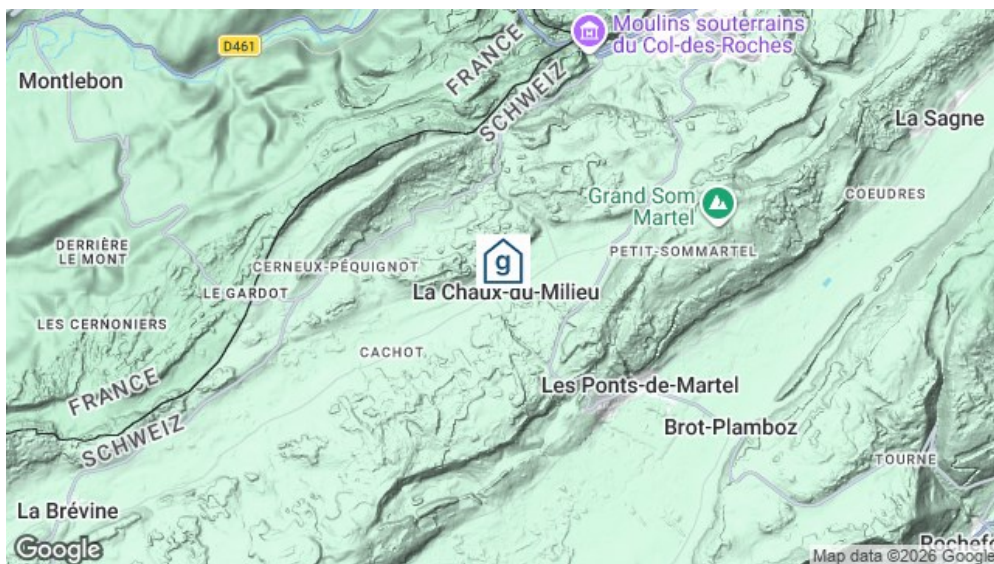 D461
Moulins souterrains
du Col-des-Roches
FRANCE
SCHWEIZ
Montlebon
La Sagne
Grand Som
Martel
COEUDRES
DERRIÈRE
LE MONT
PETIT-SOMMARTEL
g
CERNEUX-PÉQUIGNOT
LE GARDOT
La Chaux-du-Milieu
LES CERNONIERS
CACHOT
FRANCE
Les Ponts-de-Martel
SCHWEIZ
Brot-Plamboz
TOURNE
La Brévine
Rochefo
Google
Map data ©2026 Google